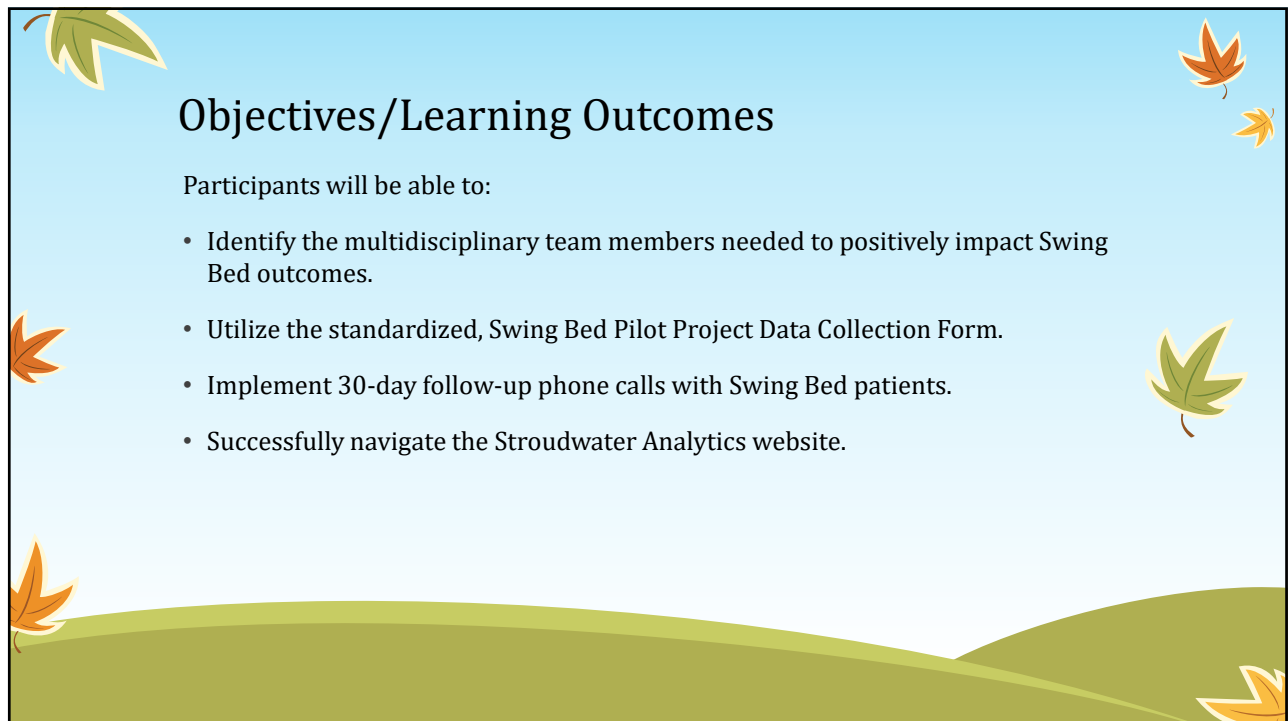 Objectives/Learning Outcomes
Participants will be able to:
• Identify the multidisciplinary team members needed to positively impact Swing
Bed outcomes.
• Utilize the standardized, Swing Bed Pilot Project Data Collection Form.
• Implement 30-day follow-up phone calls with Swing Bed patients.
• Successfully navigate the Stroudwater Analytics website.